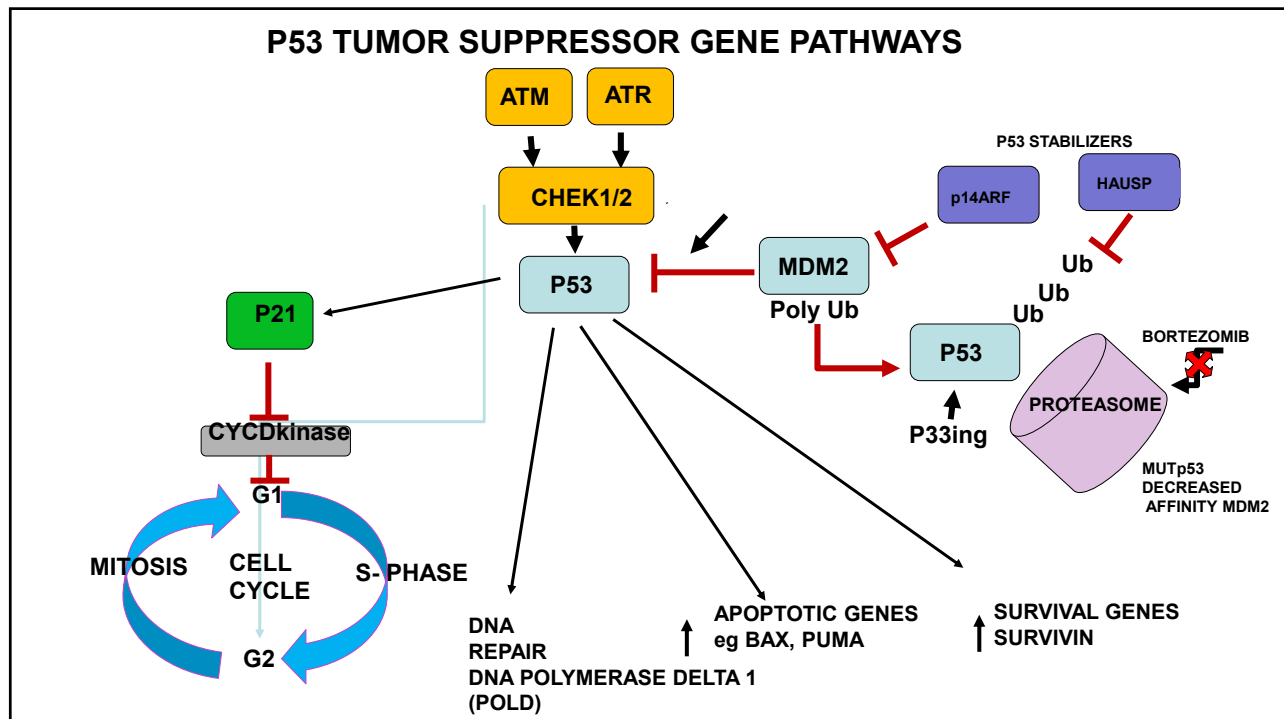 P53 TUMOR SUPPRESSOR GENE PATHWAYS
ATM
ATR
P53 STABILIZERS
CHEK1/2
p14ARF
HAUSP
P53
MDM2
Poly Ub
Ub
Ub
Ub
P21
P53
BORTEZOMIB
PROTEASOME
P33ing
CYCDkinase
MUTp53
DECREASED
AFFINITY MDM2
G1
MITOSIS
CELL
CYCLE
S- PHASE
G2
DNA
REPAIR
DNA POLYMERASE DELTA 1
(POLD)
APOPTOTIC GENES
eg BAX, PUMA
SURVIVAL GENES
SURVIVIN